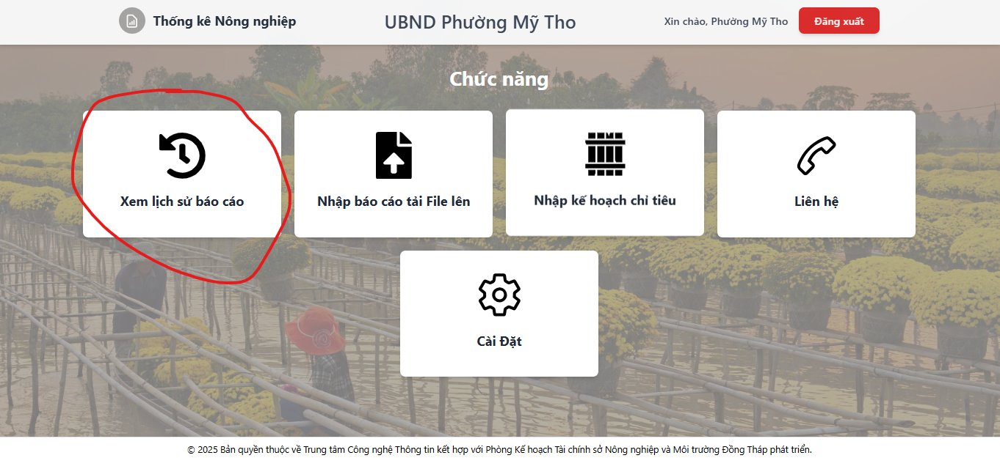 Thống kê Nông nghiệp
UBND Phường Mỹ Tho
Xin chào, Phường Mỹ Tho
Đăng xuất
Chức năng
Xem lịch sử báo cáo
Nhập báo cáo tải File lên
Nhập kế hoạch chỉ tiêu
Liên hệ
Cài Đặt
© 2025 Bản quyền thuộc về Trung tâm Công nghệ Thông tin kết hợp với Phòng Kế hoạch Tài chính sở Nông nghiệp và Môi trường Đồng Tháp phát triển.